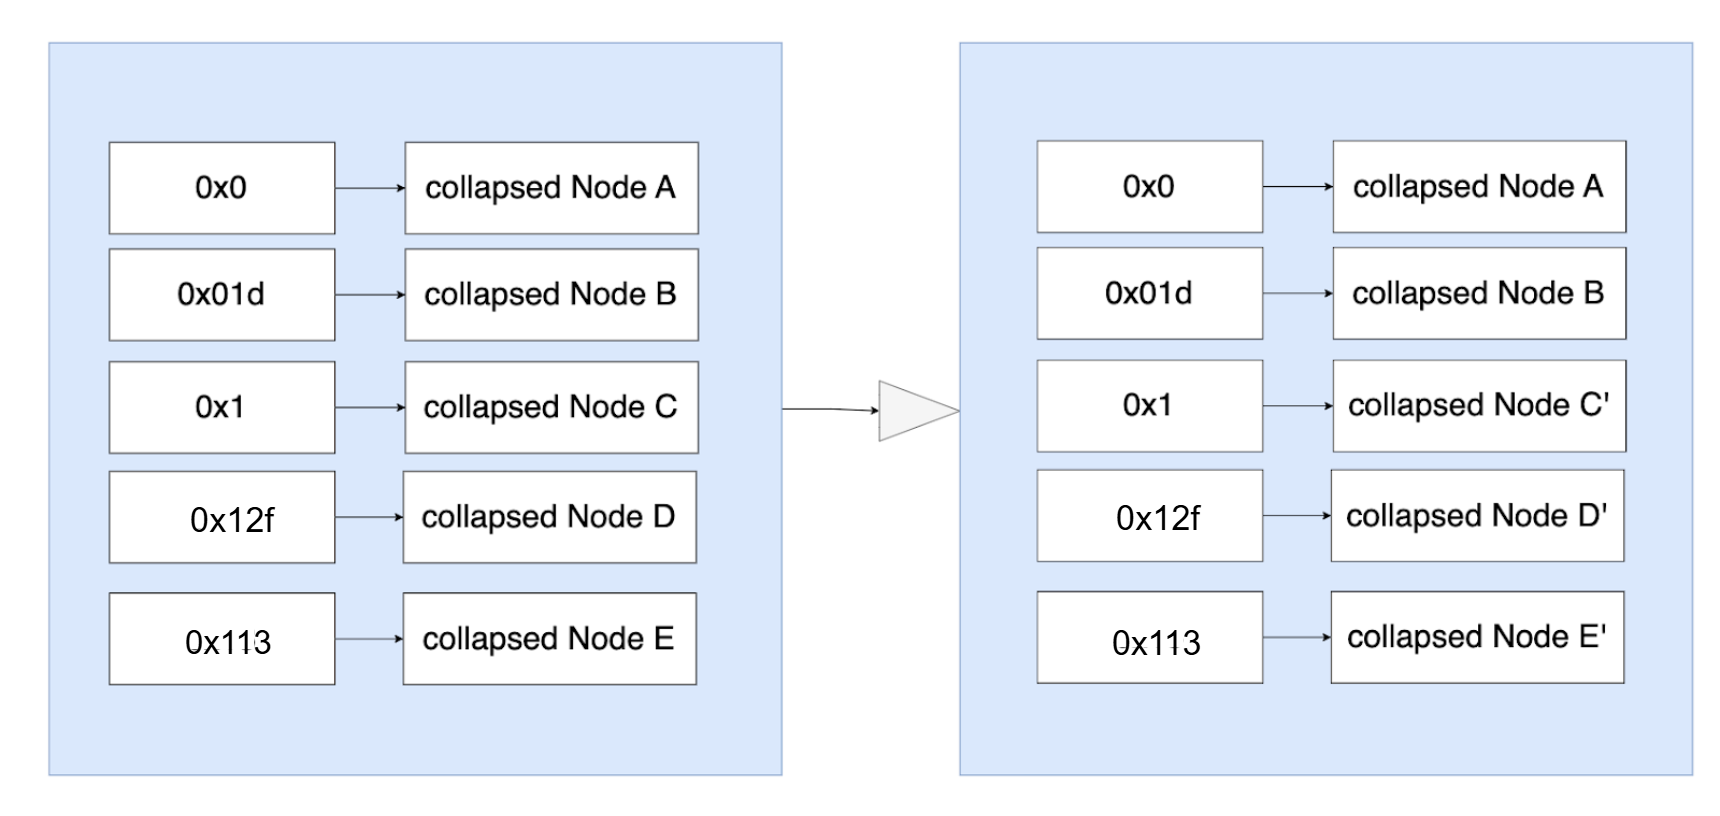 0x0 collapsed Node A
0x01d collapsed Node B
0x1 collapsed Node C
0x12f collapsed Node D
0x113 collapsed Node E
0x0 collapsed Node A
0x01d collapsed Node B
0x1 collapsed Node C'
0x12f collapsed Node D'
0x113 collapsed Node E'